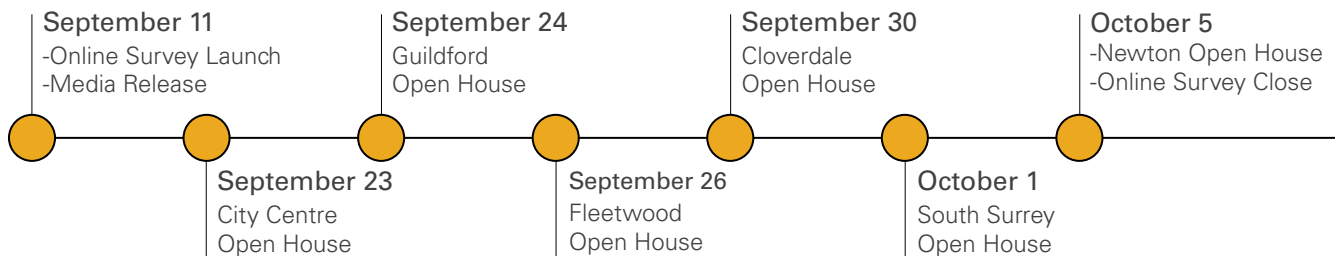 September 11
-Online Survey Launch
-Media Release
September 23
City Centre
Open House
September 24
Guildford
Open House
September 26
Fleetwood
Open House
September 30
Cloverdale
Open House
October 1
South Surrey
Open House
October 5
-Newton Open House
-Online Survey Close